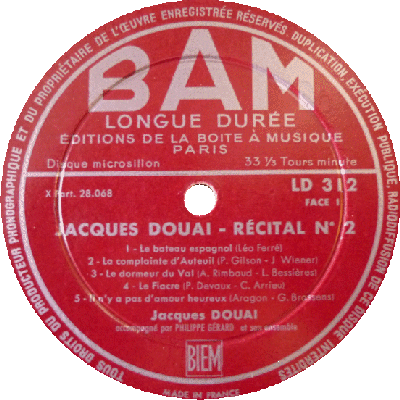 TOUS DROITS DU PRODUCTEUR PHONOGRAPHIQUE ET DU PROPRIÉTAIRE DE L'ŒUVRE ENREGISTRÉE RÉSERVÉS. DUPLICATION, EXÉCUTION PUBLIQUE, RADIODIFFUSION DE CE DISQUE INTERDITES
BAM
LONGUE DURÉE
ÉDITIONS DE LA BOITE À MUSIQUE
PARIS
Disque microsillon 33 ⅓ Tours minute
X Part. 28.068 LD 312
FACE 1
JACQUES DOUAI - RÉCITAL N° 2
1 - Le bateau espagnol (Léo Ferré)
2 - La complainte d'Auteuil (P. Gilson - J. Wiener)
3 - Le dormeur du Val (A. Rimbaud - L. Bessières)
4 - Le Fiacre (P. Devaux - C. Arrieu)
5 - Il n'y a pas d'amour heureux (Aragon - G. Brassens)
Jacques DOUAI
accompagné par PHILIPPE GÉRARD et son ensemble
BIEM
MADE IN FRANCE